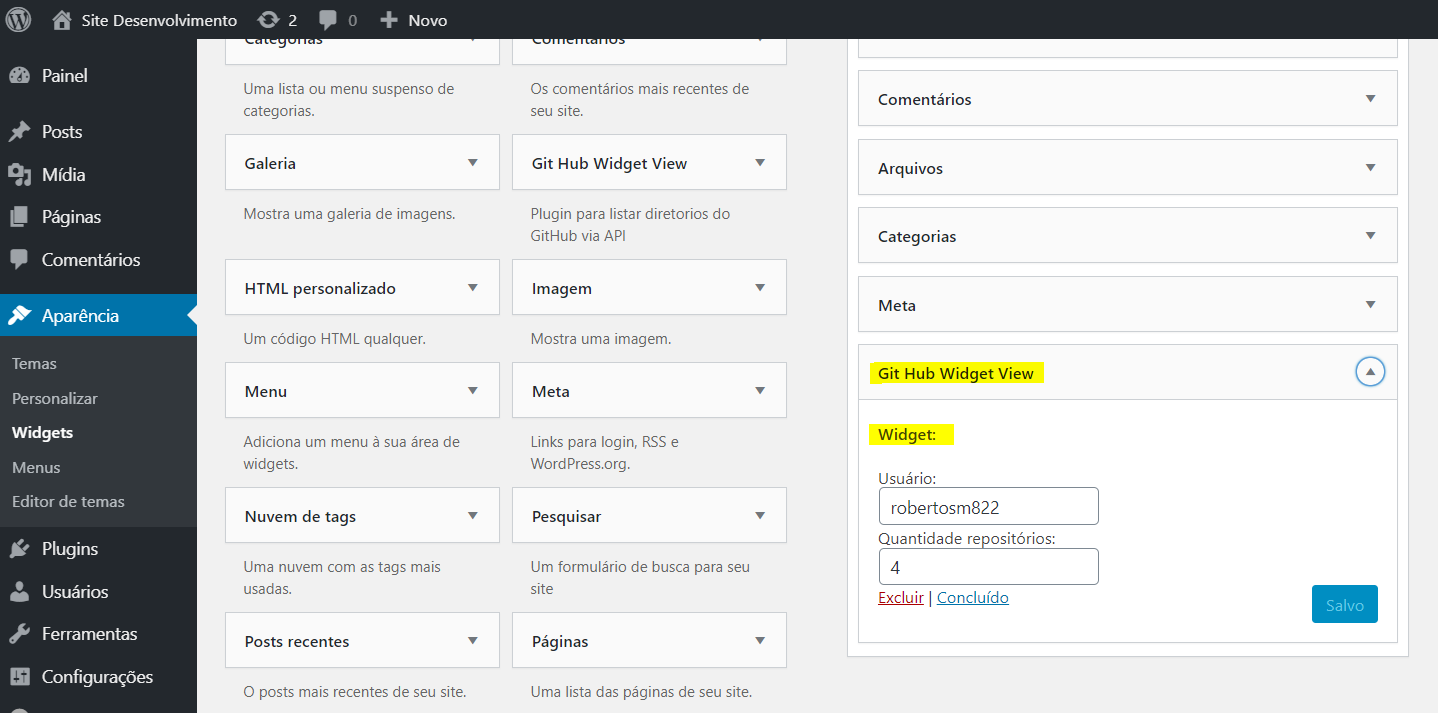 Site Desenvolvimento
2
0
Novo
Painel
Posts
Mídia
Páginas
Comentários
Aparência
Temas
Personalizar
Widgets
Menus
Editor de temas
Plugins
Usuários
Ferramentas
Configurações
Categorias
Uma lista ou menu suspenso de
categorias.
Comentários
Os comentários mais recentes de
seu site.
Galeria
Mostra uma galeria de imagens.
Git Hub Widget View
Plugin para listar diretorios do
GitHub via API
HTML personalizado
Um código HTML qualquer.
Imagem
Mostra uma imagem.
Menu
Adiciona um menu à sua área de
widgets.
Meta
Links para login, RSS e
WordPress.org.
Nuvem de tags
Uma nuvem com as tags mais
usadas.
Pesquisar
Um formulário de busca para seu
site
Posts recentes
O posts mais recentes de seu site.
Páginas
Uma lista das páginas de seu site.
Comentários
Arquivos
Categorias
Meta
Git Hub Widget View
Widget:
Usuário:
robertosm822
Quantidade repositórios:
4
Excluir | Concluído
Salvo